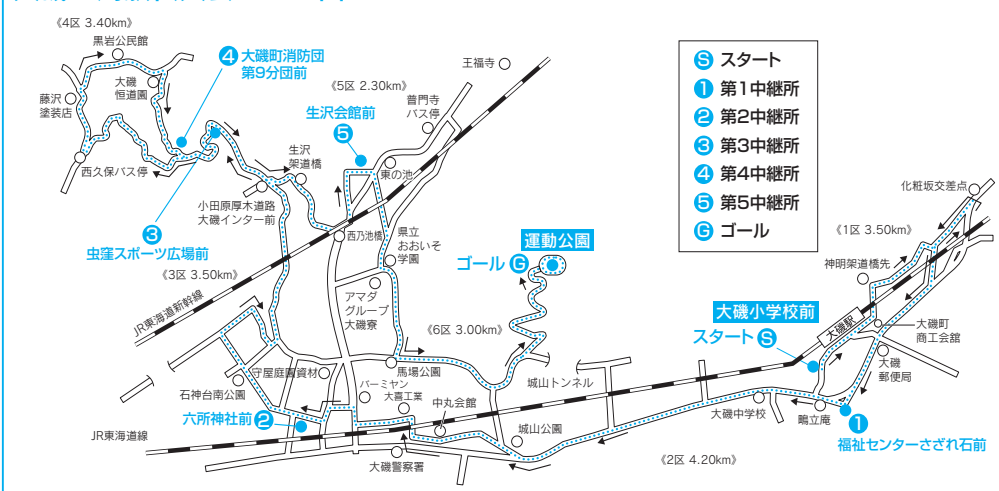 《4区 3.40km》
黒岩公民館
大磯
恒道園
藤沢
塗装店
西久保バス停
4 大磯町消防団
第9分団前
《5区 2.30km》
生沢会館前
5
王福寺
普門寺
バス停
東の池
生沢
架道橋
小田原厚木道路
大磯インター前
3
虫窪スポーツ広場前
《3区 3.50km》
JR東海道新幹線
西乃池橋
県立
おおいそ
学園
アマダ
グループ
大磯寮
運動公園
ゴール G
《6区 3.00km》
馬場公園
守屋庭園資材
石神台南公園
バーミヤン
大喜工業
中丸会館
六所神社前 2
JR東海道線
大磯警察署
城山公園
城山トンネル
《2区 4.20km》
大磯中学校
鴫立庵
1
福祉センターさざれ石前
大磯小学校前
スタート S
大磯駅
大磯町
商工会館
大磯
郵便局
神明架道橋先
《1区 3.50km》
化粧坂交差点
S スタート
1 第1中継所
2 第2中継所
3 第3中継所
4 第4中継所
5 第5中継所
G ゴール